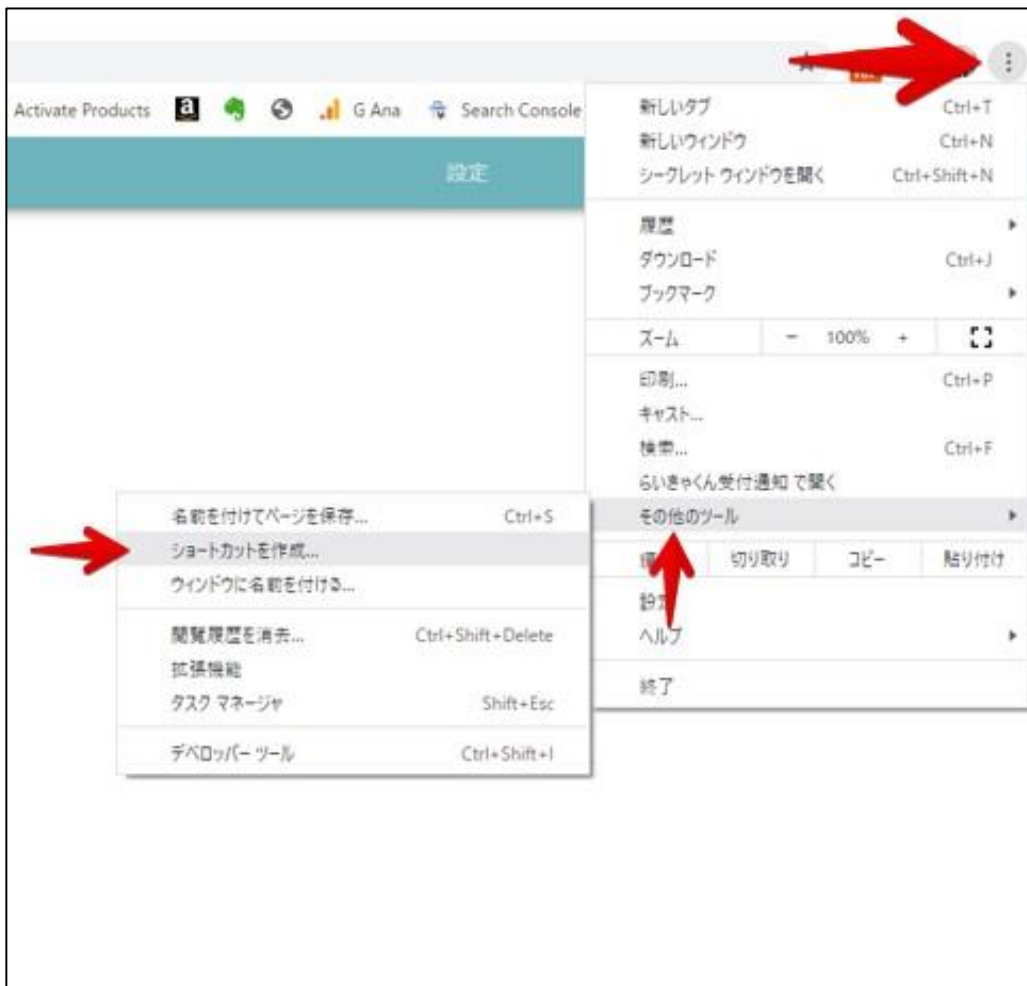 Activate Products G Ana Search Console
設定
新しいタブ Ctrl+T
新しいウィンドウ Ctrl+N
シークレット ウィンドウを開く Ctrl+Shift+N
履歴
ダウンロード Ctrl+J
ブックマーク
ズーム − 100% +
印刷... Ctrl+P
キャスト...
検索... Ctrl+F
らいきゃくん受付通知 で開く
その他のツール
切り取り コピー 貼り付け
ヘルプ
終了
名前を付けてページを保存... Ctrl+S
ショートカットを作成...
ウィンドウに名前を付ける...
閲覧履歴を消去... Ctrl+Shift+Delete
拡張機能
タスク マネージャ Shift+Esc
デベロッパー ツール Ctrl+Shift+I